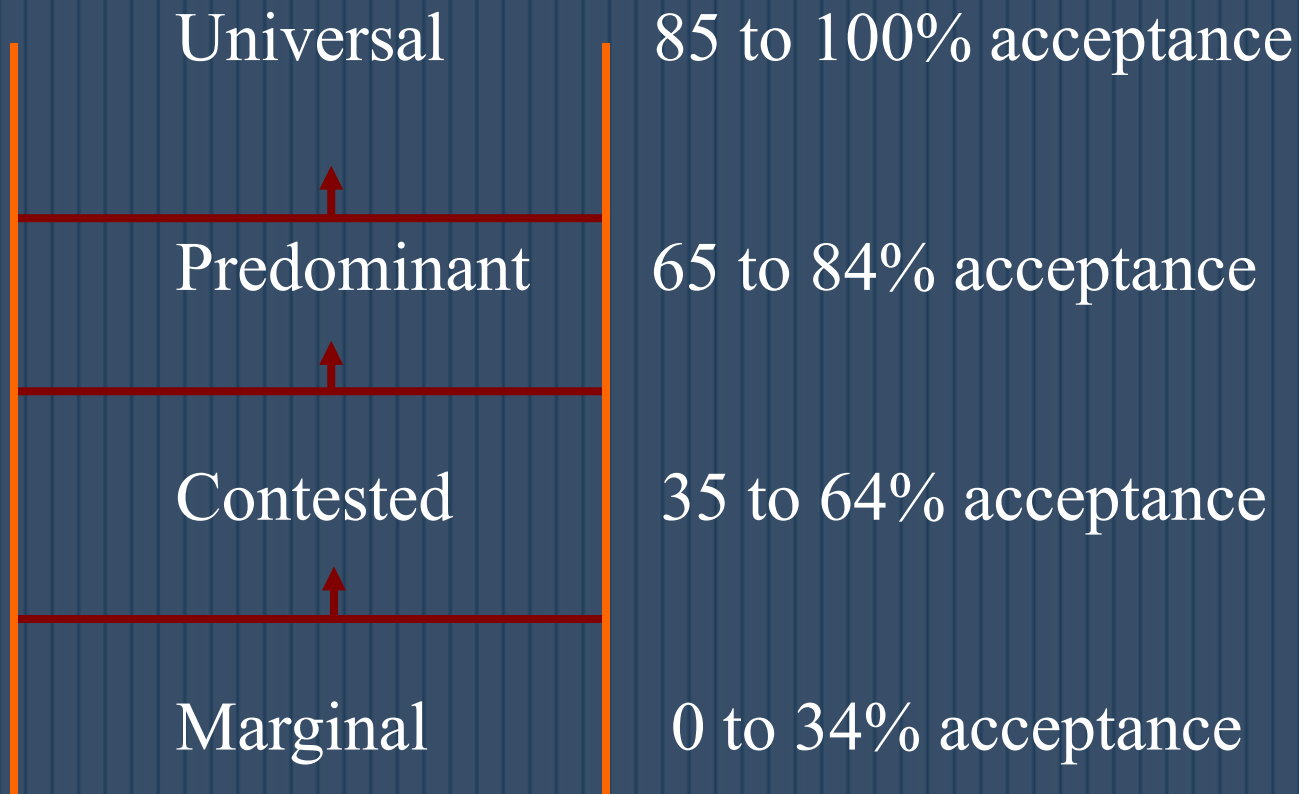 Universal 85 to 100% acceptance
Predominant 65 to 84% acceptance
Contested 35 to 64% acceptance
Marginal 0 to 34% acceptance